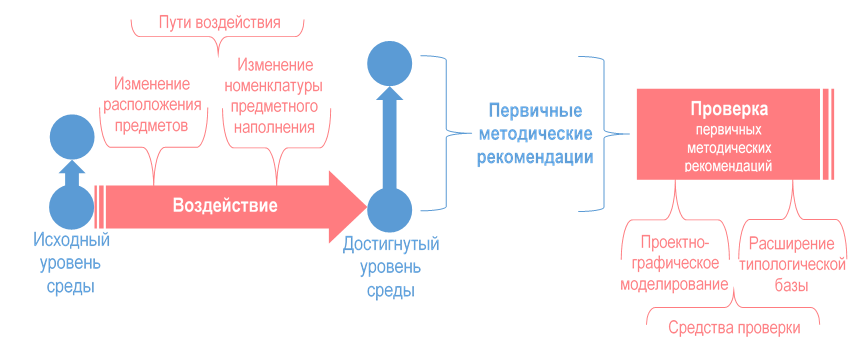 Пути воздействия
Изменение
расположения
предметов
Изменение
номенклатуры
предметного
наполнения
Воздействие
Исходный
уровень
среды
Достигнутый
уровень
среды
Первичные
методические
рекомендации
Проверка
первичных
методических
рекомендаций
Проектно-
графическое
моделирование
Расширение
типологической
базы
Средства проверки